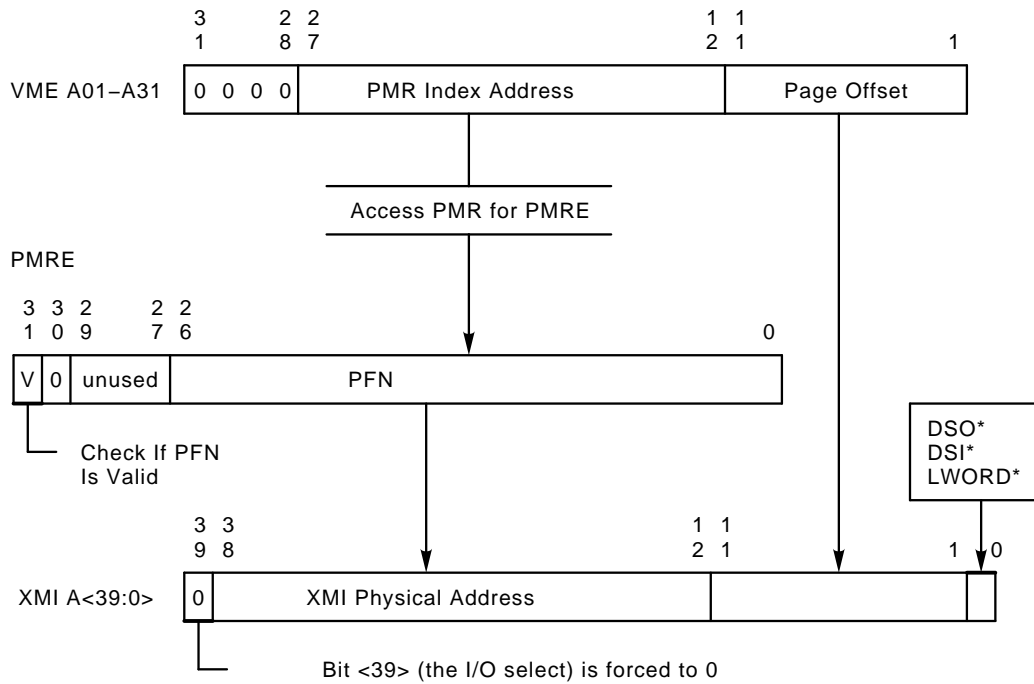 3 2 2 1 1
1 8 7 2 1 1
VME A01–A31 0 0 0 0 PMR Index Address Page Offset
Access PMR for PMRE
PMRE
3 3 2 2 2
1 0 9 7 6 0
V 0 unused PFN
Check If PFN
Is Valid
DSO*
DSI*
LWORD*
3 3 1 1
9 8 2 1 1 0
XMI A<39:0> 0 XMI Physical Address
Bit <39> (the I/O select) is forced to 0